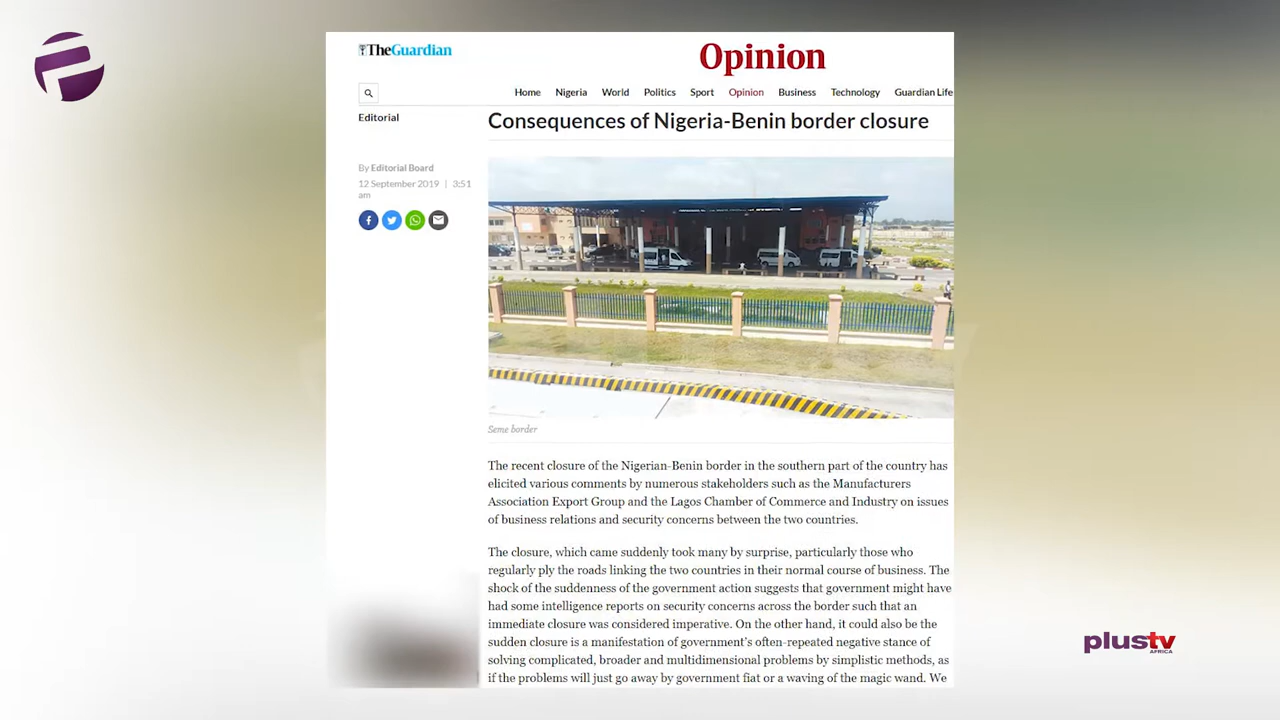 TheGuardian
Opinion
Home Nigeria World Politics Sport Opinion Business Technology Guardian Life
Editorial
Consequences of Nigeria-Benin border closure
By Editorial Board
12 September 2019 | 3:51
am
Seme border
The recent closure of the Nigerian-Benin border in the southern part of the country has
elicited various comments by numerous stakeholders such as the Manufacturers
Association Export Group and the Lagos Chamber of Commerce and Industry on issues
of business relations and security concerns between the two countries.
The closure, which came suddenly took many by surprise, particularly those who
regularly ply the roads linking the two countries in their normal course of business. The
shock of the suddenness of the government action suggests that government might have
had some intelligence reports on security concerns across the border such that an
immediate closure was considered imperative. On the other hand, it could also be the
sudden closure is a manifestation of government's often-repeated negative stance of
solving complicated, broader and multidimensional problems by simplistic methods, as
if the problems will just go away by government fiat or a waving of the magic wand. We
plustv
AFRICA